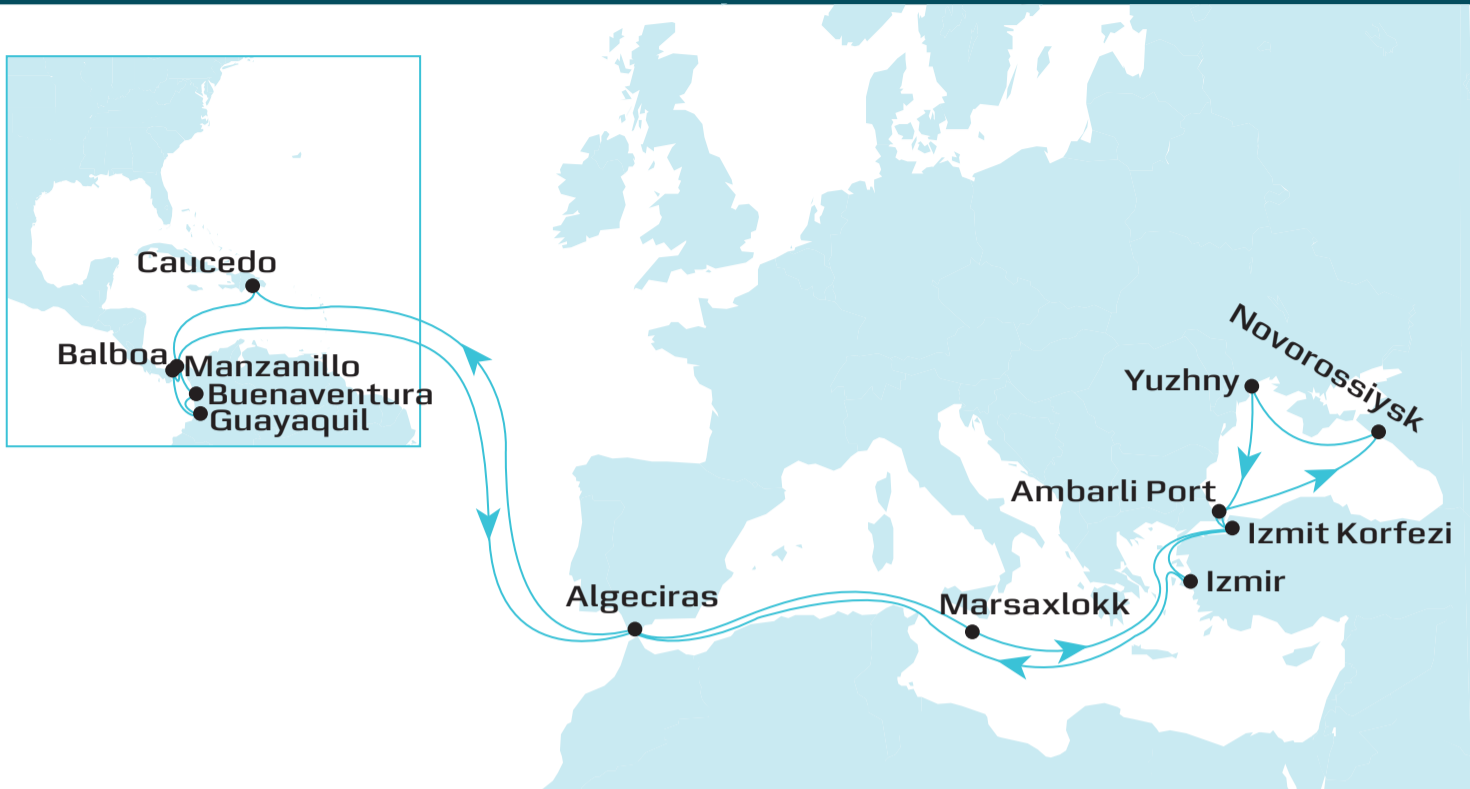 Caucedo
Balboa
Manzanillo
Buenaventura
Guayaquil
Novorossiysk
Yuzhny
Ambarli Port
Izmit Korfezi
Izmir
Algeciras
Marsaxlokk